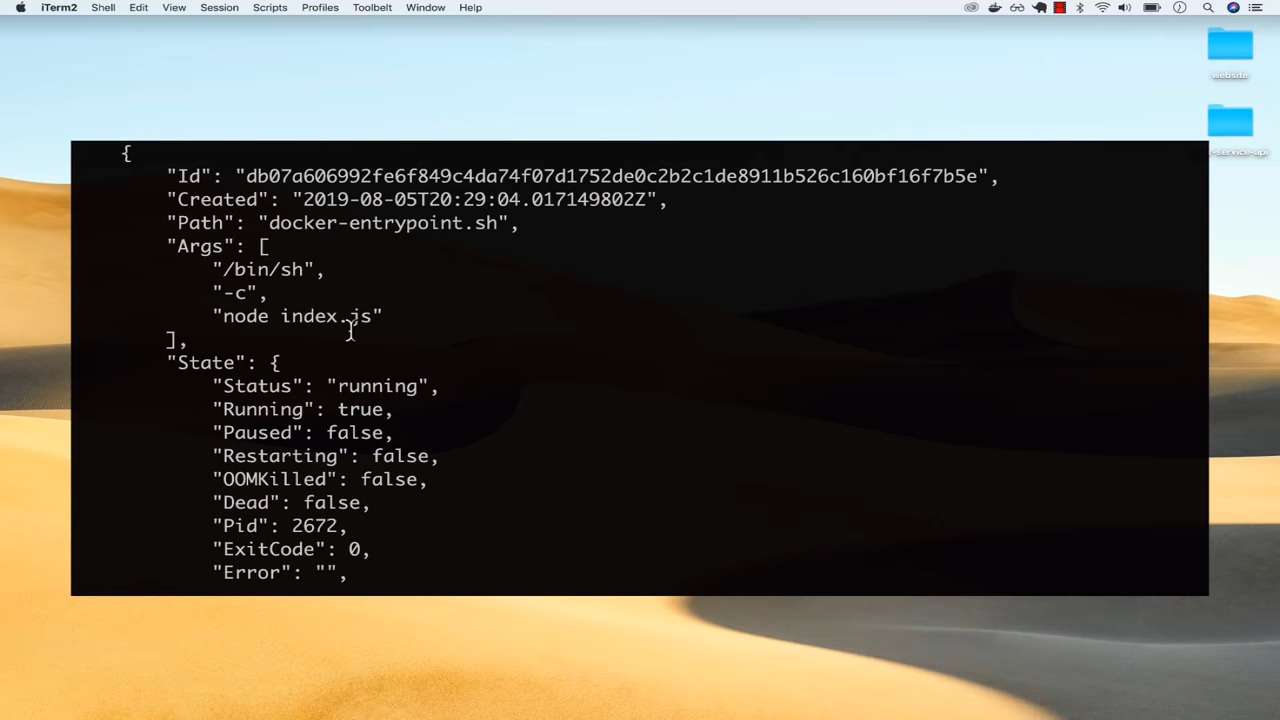 iTerm2 Shell Edit View Session Scripts Profiles Toolbelt Window Help
website
-service-api
{
"Id": "db07a606992fe6f849c4da74f07d1752de0c2b2c1de8911b526c160bf16f7b5e",
"Created": "2019-08-05T20:29:04.017149802Z",
"Path": "docker-entrypoint.sh",
"Args": [
"/bin/sh",
"-c",
"node index.js"
],
"State": {
"Status": "running",
"Running": true,
"Paused": false,
"Restarting": false,
"OOMKilled": false,
"Dead": false,
"Pid": 2672,
"ExitCode": 0,
"Error": "",